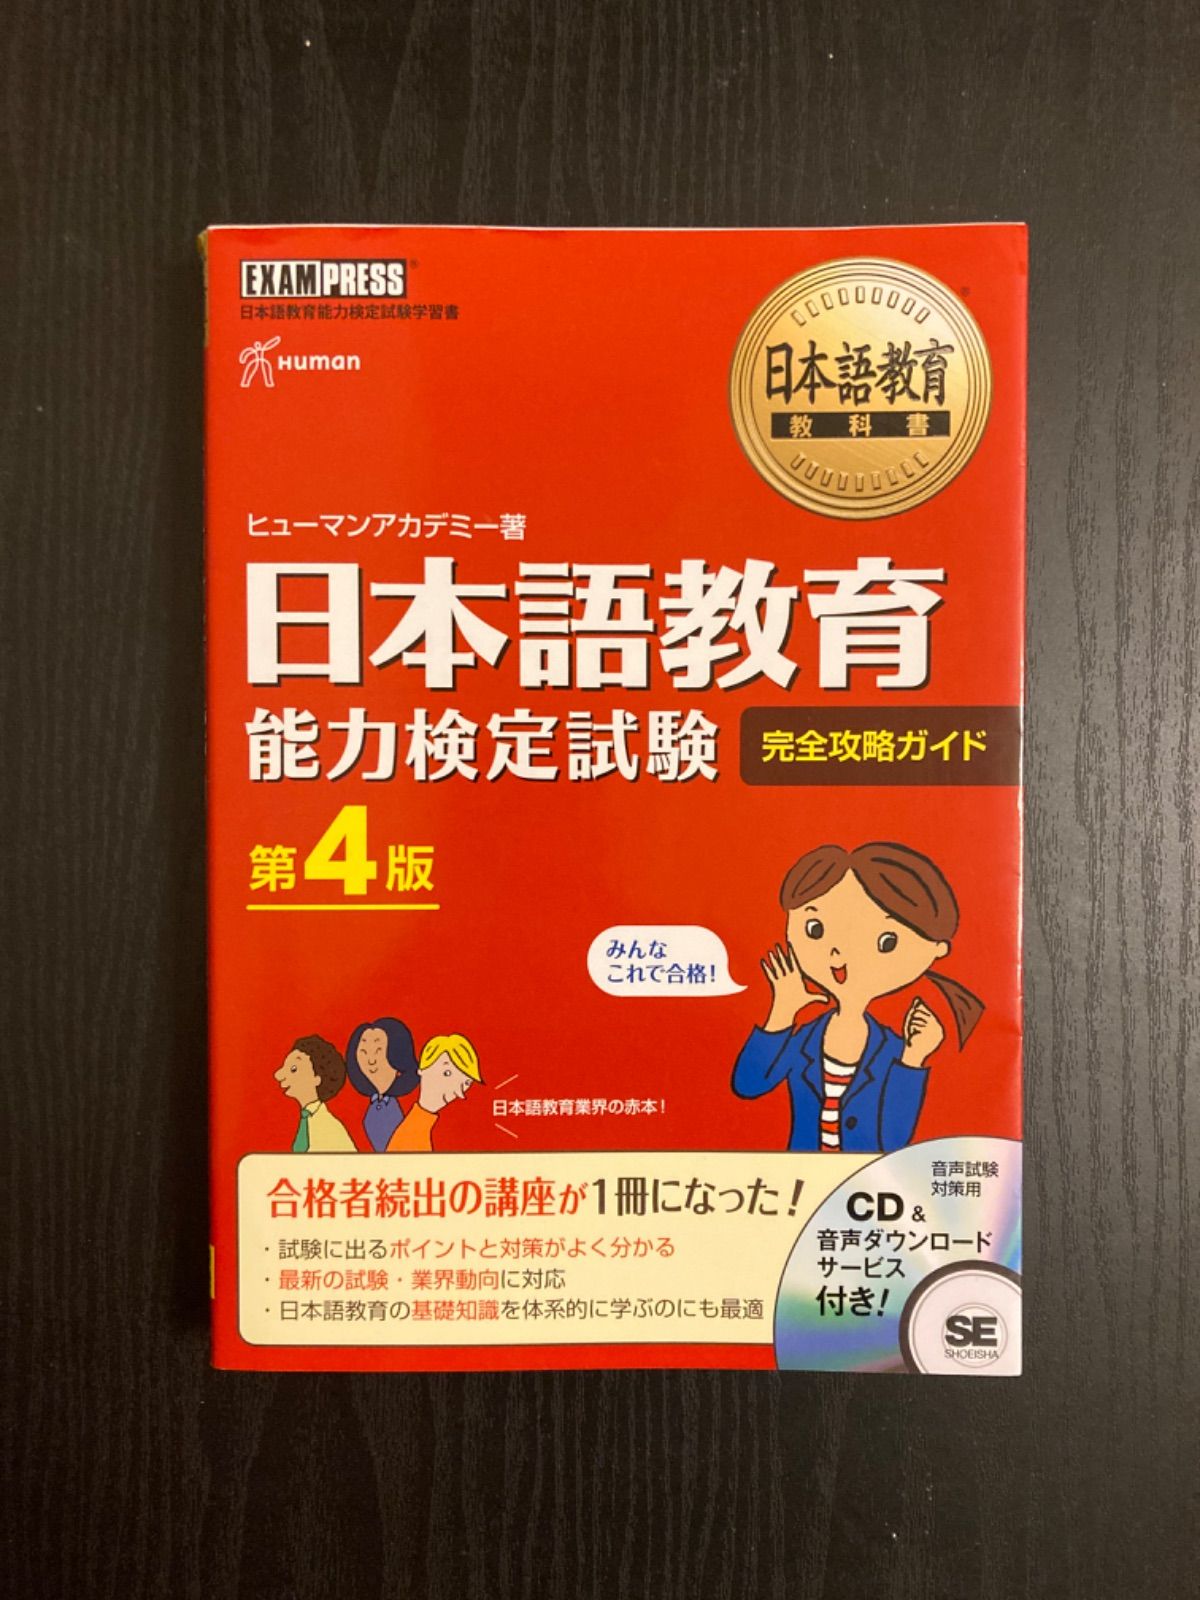 EXAMPRESS®
日本語教育能力検定試験学習書
Human
®
日本語教育
教科書
ヒューマンアカデミー著
日本語教育
能力検定試験
完全攻略ガイド
第4版
みんな
これで合格!
日本語教育業界の赤本!
合格者続出の講座が1冊になった!
・試験に出るポイントと対策がよく分かる
・最新の試験・業界動向に対応
・日本語教育の基礎知識を体系的に学ぶのにも最適
音声試験
対策用
CD &
音声ダウンロード
サービス
付き!
SE
SHOEISHA